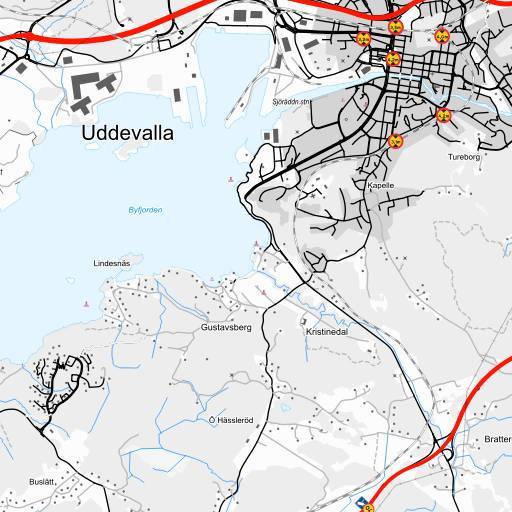 Sjöräddn.stn
Uddevalla
Tureborg
Kapelle
Byfjorden
Lindesnäs
Gustavsberg
Kristinedal
Ö Hässleröd
Bratter
Buslätt